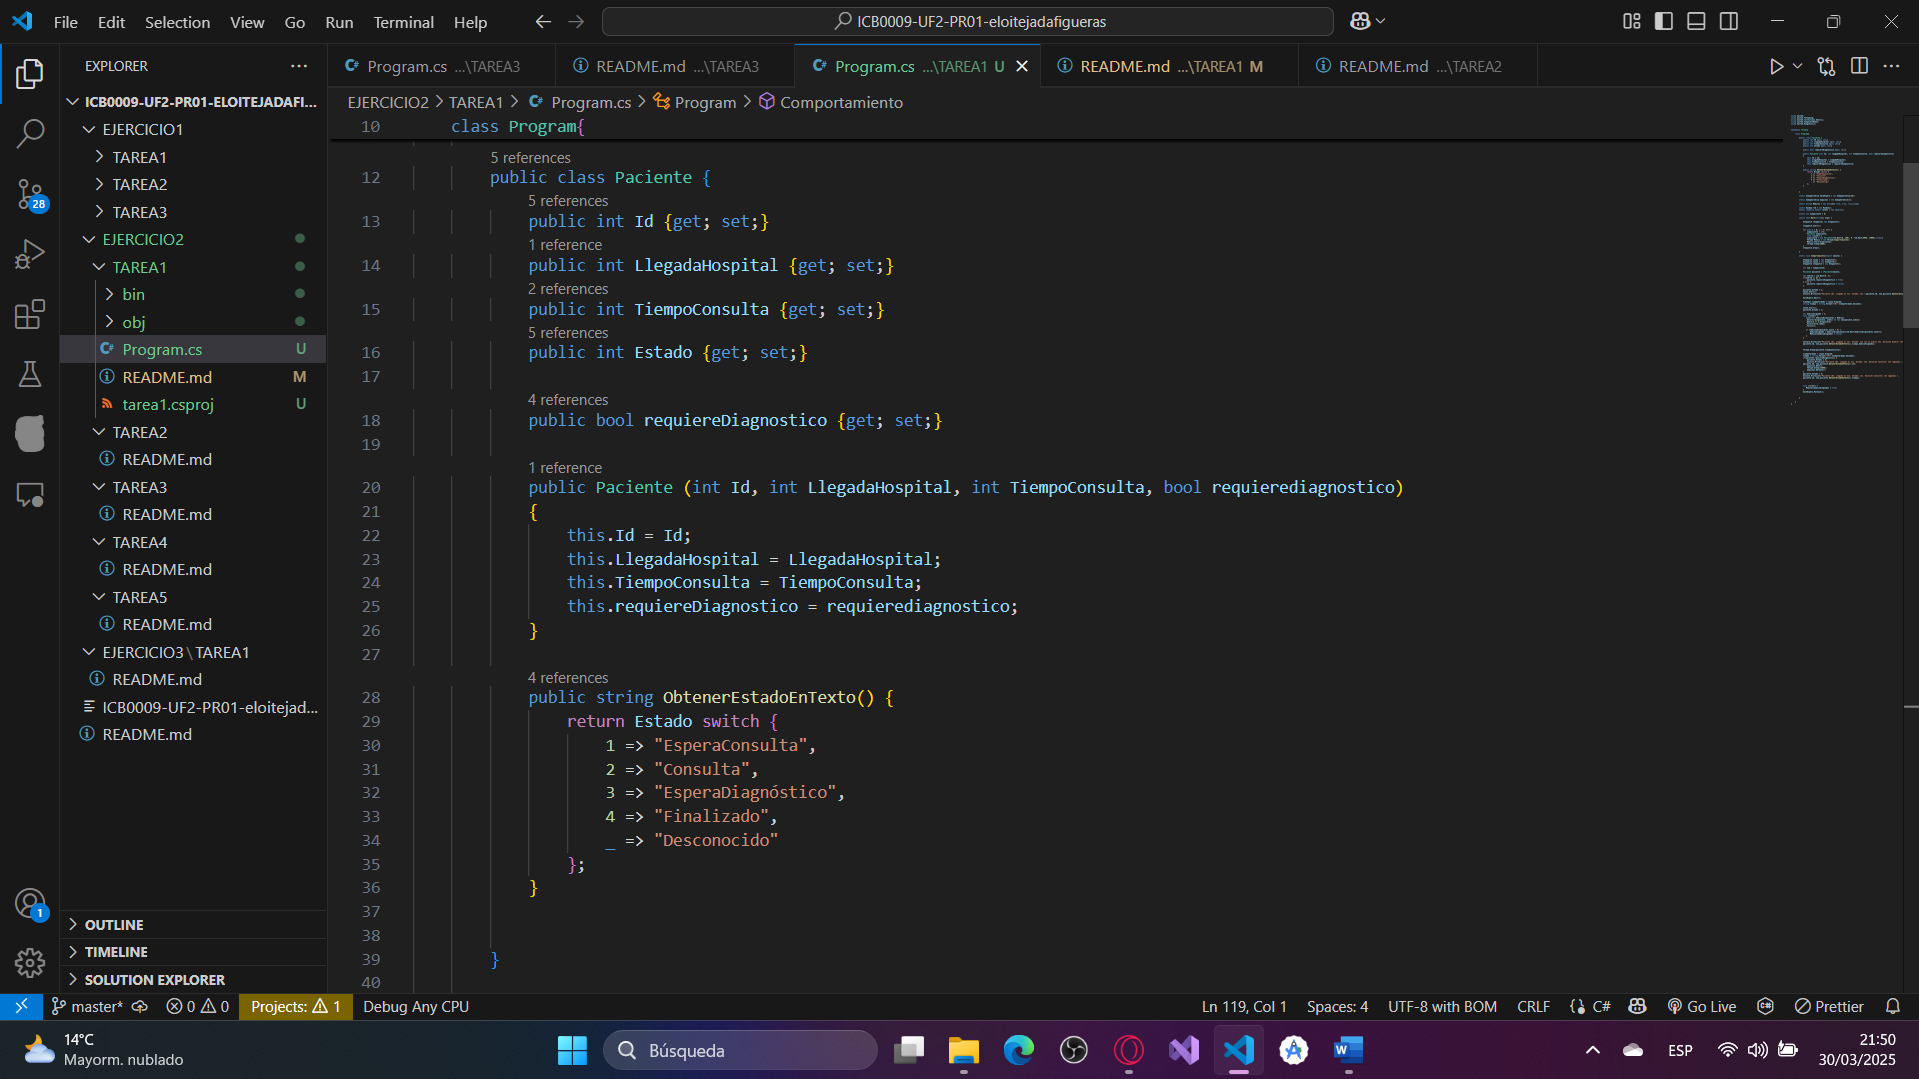 File Edit Selection View Go Run Terminal Help
ICB0009-UF2-PR01-eloitejadafigueras
EXPLORER
Program.cs ...\TAREA3
README.md ...\TAREA3
Program.cs ...\TAREA1 U
README.md ...\TAREA1 M
README.md ...\TAREA2
ICB0009-UF2-PR01-ELOITEJADAFI...
EJERCICIO1
TAREA1
TAREA2
TAREA3
EJERCICIO2
TAREA1
bin
obj
Program.cs U
README.md M
tarea1.csproj U
TAREA2
README.md
TAREA3
README.md
TAREA4
README.md
TAREA5
README.md
EJERCICIO3\TAREA1
README.md
ICB0009-UF2-PR01-eloitejad...
README.md
OUTLINE
TIMELINE
SOLUTION EXPLORER
28
1
EJERCICIO2 > TAREA1 > Program.cs > Program > Comportamiento
10 class Program{
5 references
12 public class Paciente {
5 references
13 public int Id {get; set;}
1 reference
14 public int LlegadaHospital {get; set;}
2 references
15 public int TiempoConsulta {get; set;}
5 references
16 public int Estado {get; set;}
17
4 references
18 public bool requiereDiagnostico {get; set;}
19
1 reference
20 public Paciente (int Id, int LlegadaHospital, int TiempoConsulta, bool requierediagnostico)
21 {
22 this.Id = Id;
23 this.LlegadaHospital = LlegadaHospital;
24 this.TiempoConsulta = TiempoConsulta;
25 this.requiereDiagnostico = requierediagnostico;
26 }
27
4 references
28 public string ObtenerEstadoEnTexto() {
29 return Estado switch {
30 1 => "EsperaConsulta",
31 2 => "Consulta",
32 3 => "EsperaDiagnóstico",
33 4 => "Finalizado",
34 _ => "Desconocido"
35 };
36 }
37
38
39 }
40
master* 0 0 Projects: 1 Debug Any CPU
Ln 119, Col 1 Spaces: 4 UTF-8 with BOM CRLF C# Go Live Prettier
14°C
Mayorm. nublado
Búsqueda
ESP
21:50
30/03/2025